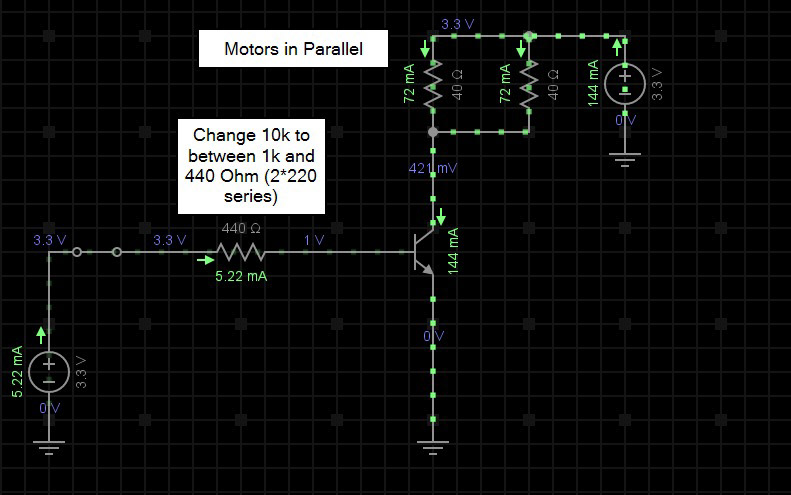 3.3 V
Motors in Parallel
72 mA
40 Ω
72 mA
40 Ω
144 mA
3.3 V
0 V
Change 10k to
between 1k and
440 Ohm (2*220
series)
421 mV
440 Ω
3.3 V
3.3 V
1 V
5.22 mA
144 mA
0 V
5.22 mA
3.3 V
0 V